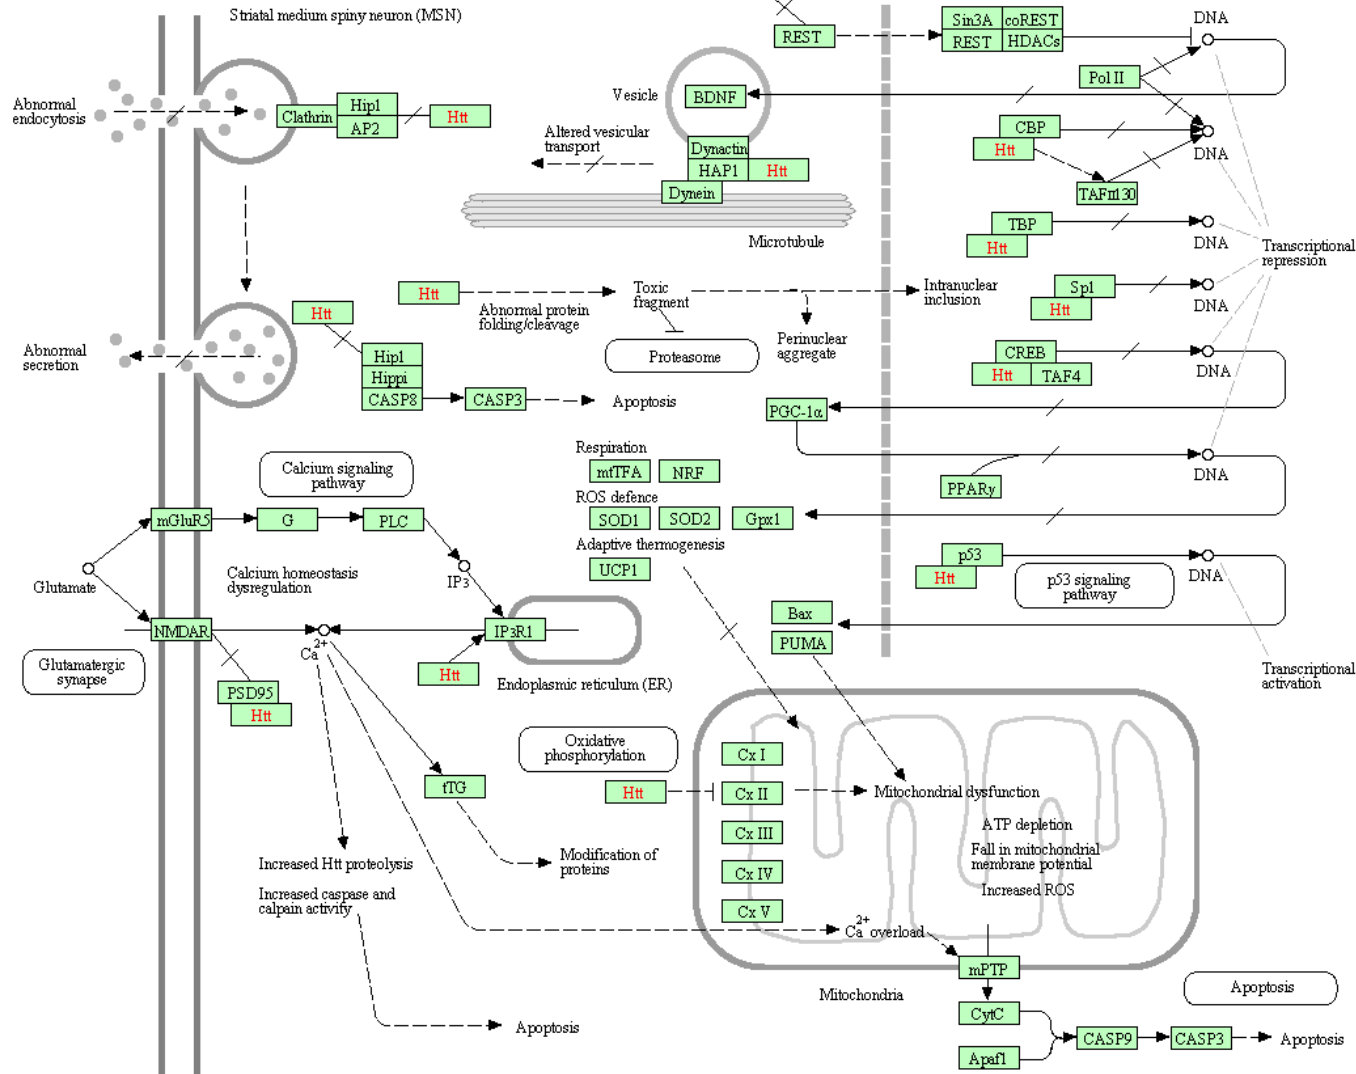 Striatal medium spiny neuron (MSN)
REST
Sin3A coREST
REST HDACs
DNA
Pol II
Abnormal
endocytosis
Clathrin
Hip1
AP2
Htt
Vesicle
BDNF
Altered vesicular
transport
Dynactin
HAP1 Htt
Dynein
Microtubule
CBP
Htt
DNA
TAFII130
TBP
Htt
DNA
Transcriptional
repression
Sp1
Htt
DNA
Htt
Abnormal protein
folding/cleavage
Toxic
fragment
Intranuclear
inclusion
Perinuclear
aggregate
Proteasome
Abnormal
secretion
Htt
Hip1
Hippi
CASP8
CASP3
Apoptosis
CREB
Htt TAF4
DNA
PGC-1α
PPARγ
DNA
Calcium signaling
pathway
Respiration
mtTFA NRF
ROS defence
SOD1 SOD2 Gpx1
Adaptive thermogenesis
UCP1
mGluR5
G
PLC
IP3
Glutamate
Calcium homeostasis
dysregulation
p53
Htt
DNA
p53 signaling
pathway
Bax
PUMA
NMDAR
Ca2+
IP3R1
Htt
Endoplasmic reticulum (ER)
Glutamatergic
synapse
PSD95
Htt
Transcriptional
activation
Oxidative
phosphorylation
Htt
Cx I
Cx II
Cx III
Cx IV
Cx V
Mitochondrial dysfunction
ATP depletion
Fall in mitochondrial
membrane potential
Increased ROS
tTG
Increased Htt proteolysis
Modification of
proteins
Increased caspase and
calpain activity
Ca2+ overload
mPTP
Mitochondria
Apoptosis
CytC
Apaf1
CASP9
CASP3
Apoptosis
Apoptosis